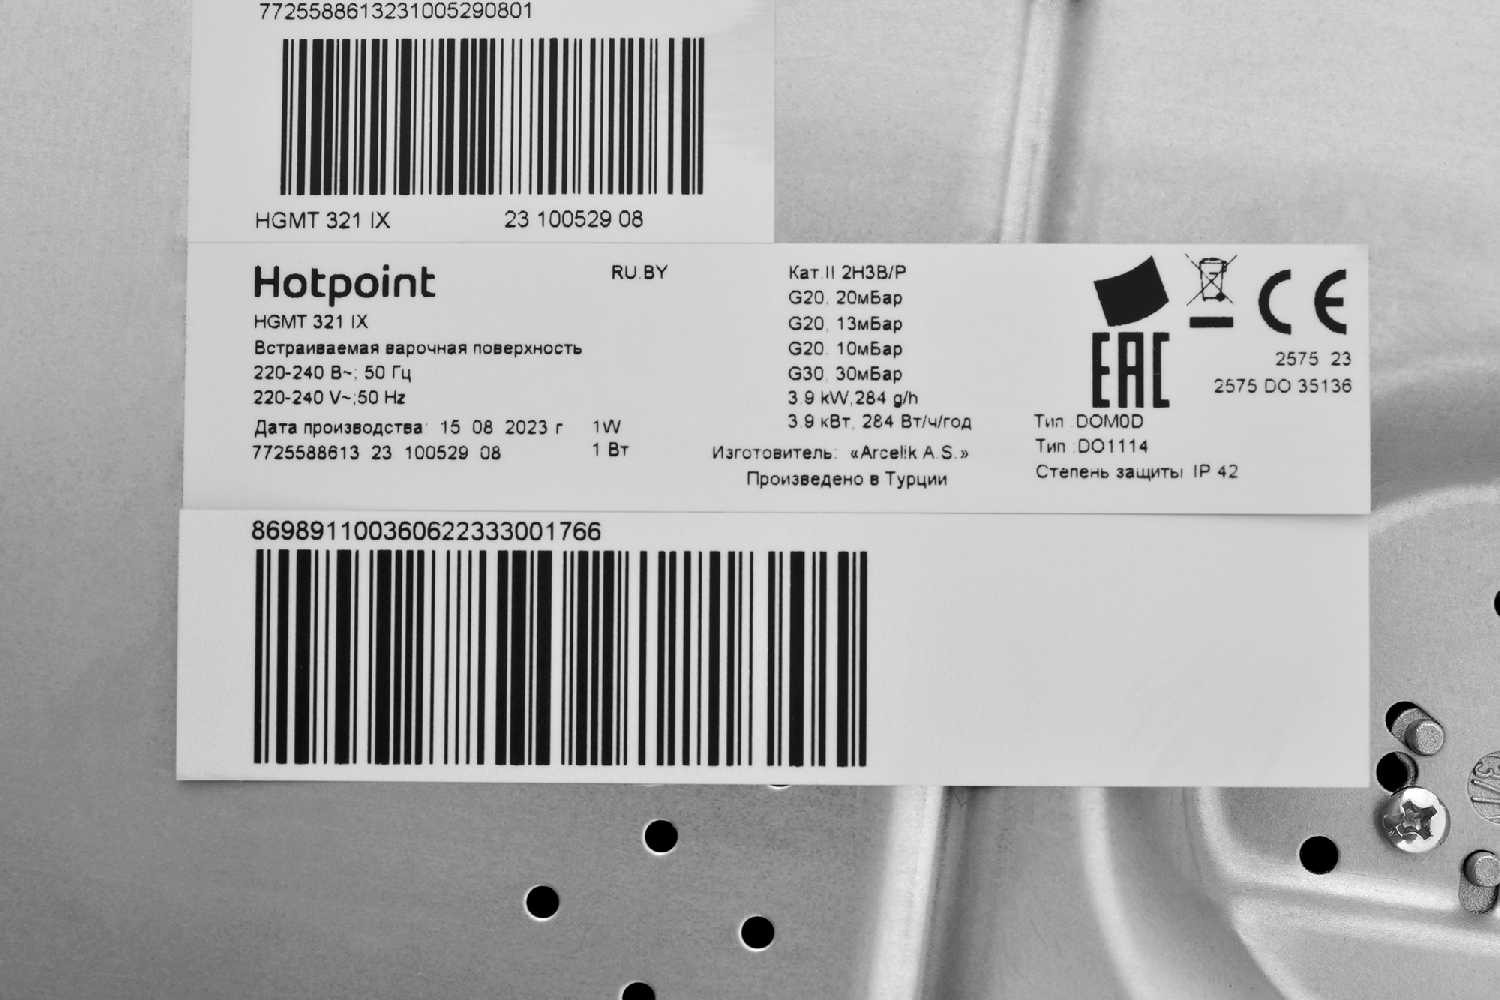 7725588613231005290801
HGMT 321 IX 23 100529 08
Hotpoint RU.BY
HGMT 321 IX
Встраиваемая варочная поверхность
220-240 В~; 50 Гц
220-240 V~;50 Hz
Дата производства: 15 08 2023 г 1W
7725588613 23 100529 08 1 Вт
Кат.II 2H3B/P
G20, 20мБар
G20, 13мБар
G20. 10мБар
G30, 30мБар
3.9 kW,284 g/h
3.9 кВт, 284 Вт/ч/год
Изготовитель: «Arcelik A.S.»
Произведено в Турции
EAC CE
2575 23
2575 DO 35136
Тип :DOM0D
Тип :DO1114
Степень защиты: IP 42
869891100360622333001766